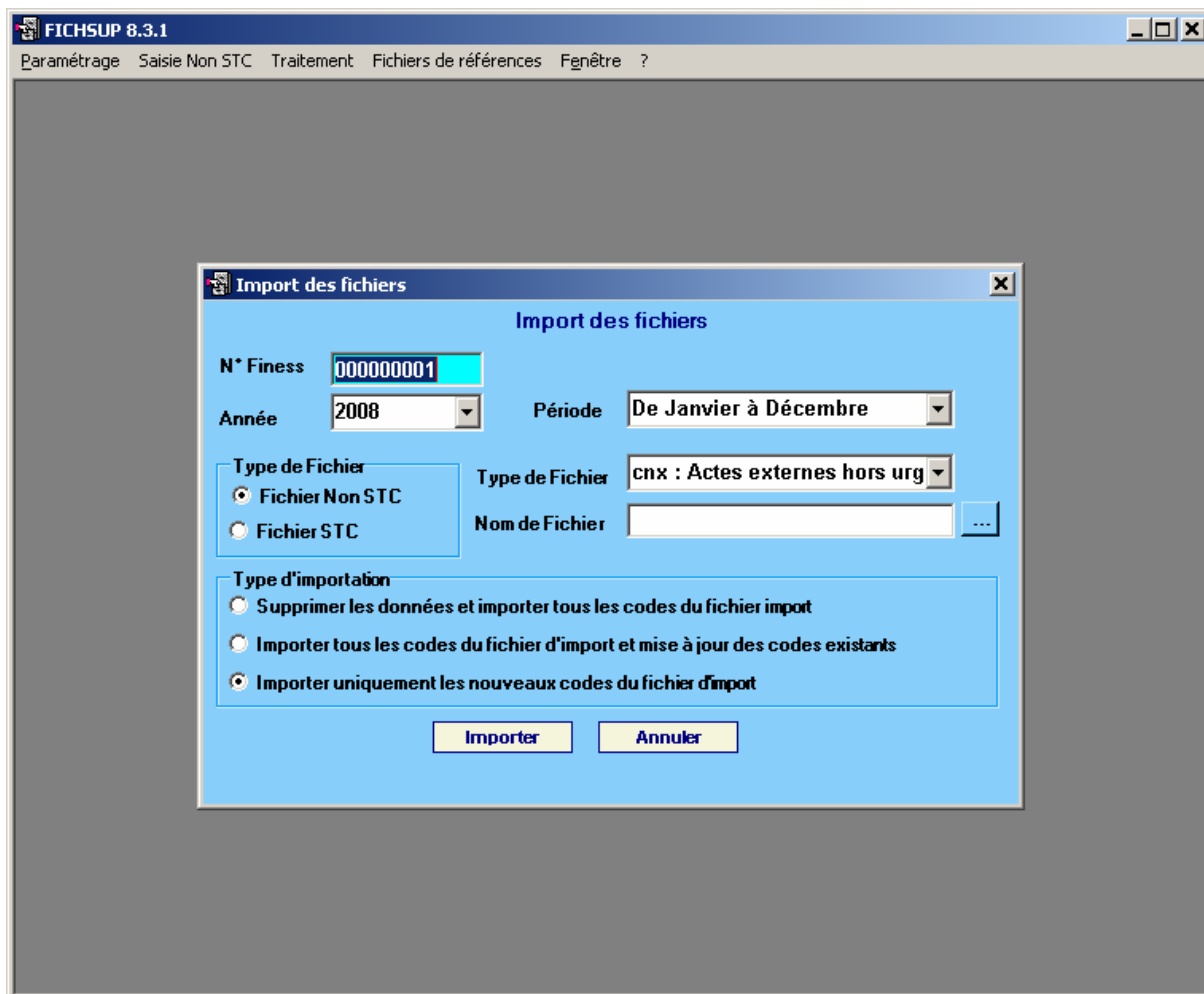 FICHSUP 8.3.1
Paramétrage Saisie Non STC Traitement Fichiers de références Fenêtre ?
Import des fichiers
Import des fichiers
N° Finess 000000001
Année 2008 Période De Janvier à Décembre
Type de Fichier
Fichier Non STC
Fichier STC
Type de Fichier cnx : Actes externes hors urg
Nom de Fichier ...
Type d'importation
Supprimer les données et importer tous les codes du fichier import
Importer tous les codes du fichier d'import et mise à jour des codes existants
Importer uniquement les nouveaux codes du fichier d'import
Importer Annuler